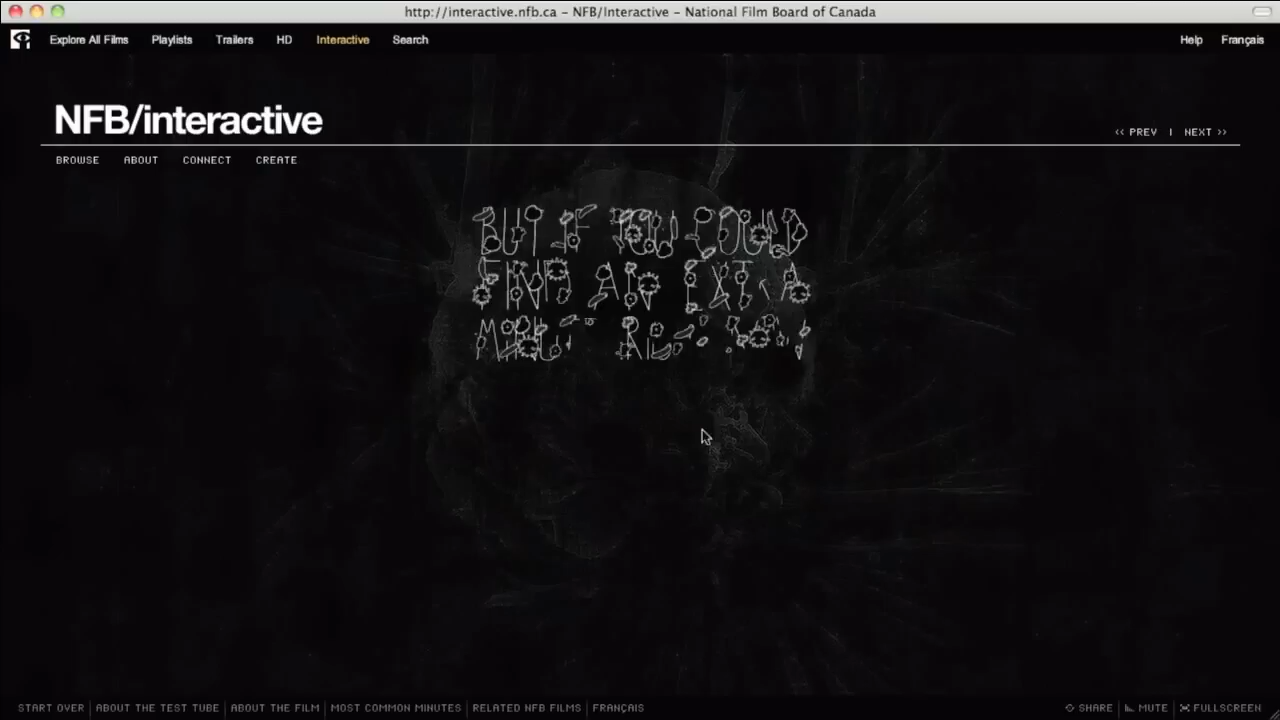 http://interactive.nfb.ca – NFB/Interactive – National Film Board of Canada
Explore All Films Playlists Trailers HD Interactive Search Help Français
NFB/interactive
<< PREV | NEXT >>
BROWSE ABOUT CONNECT CREATE
BUT IF YOU COULD
FIND AN EXTRA
MINUTE
START OVER ABOUT THE TEST TUBE ABOUT THE FILM MOST COMMON MINUTES RELATED NFB FILMS FRANÇAIS SHARE MUTE FULLSCREEN